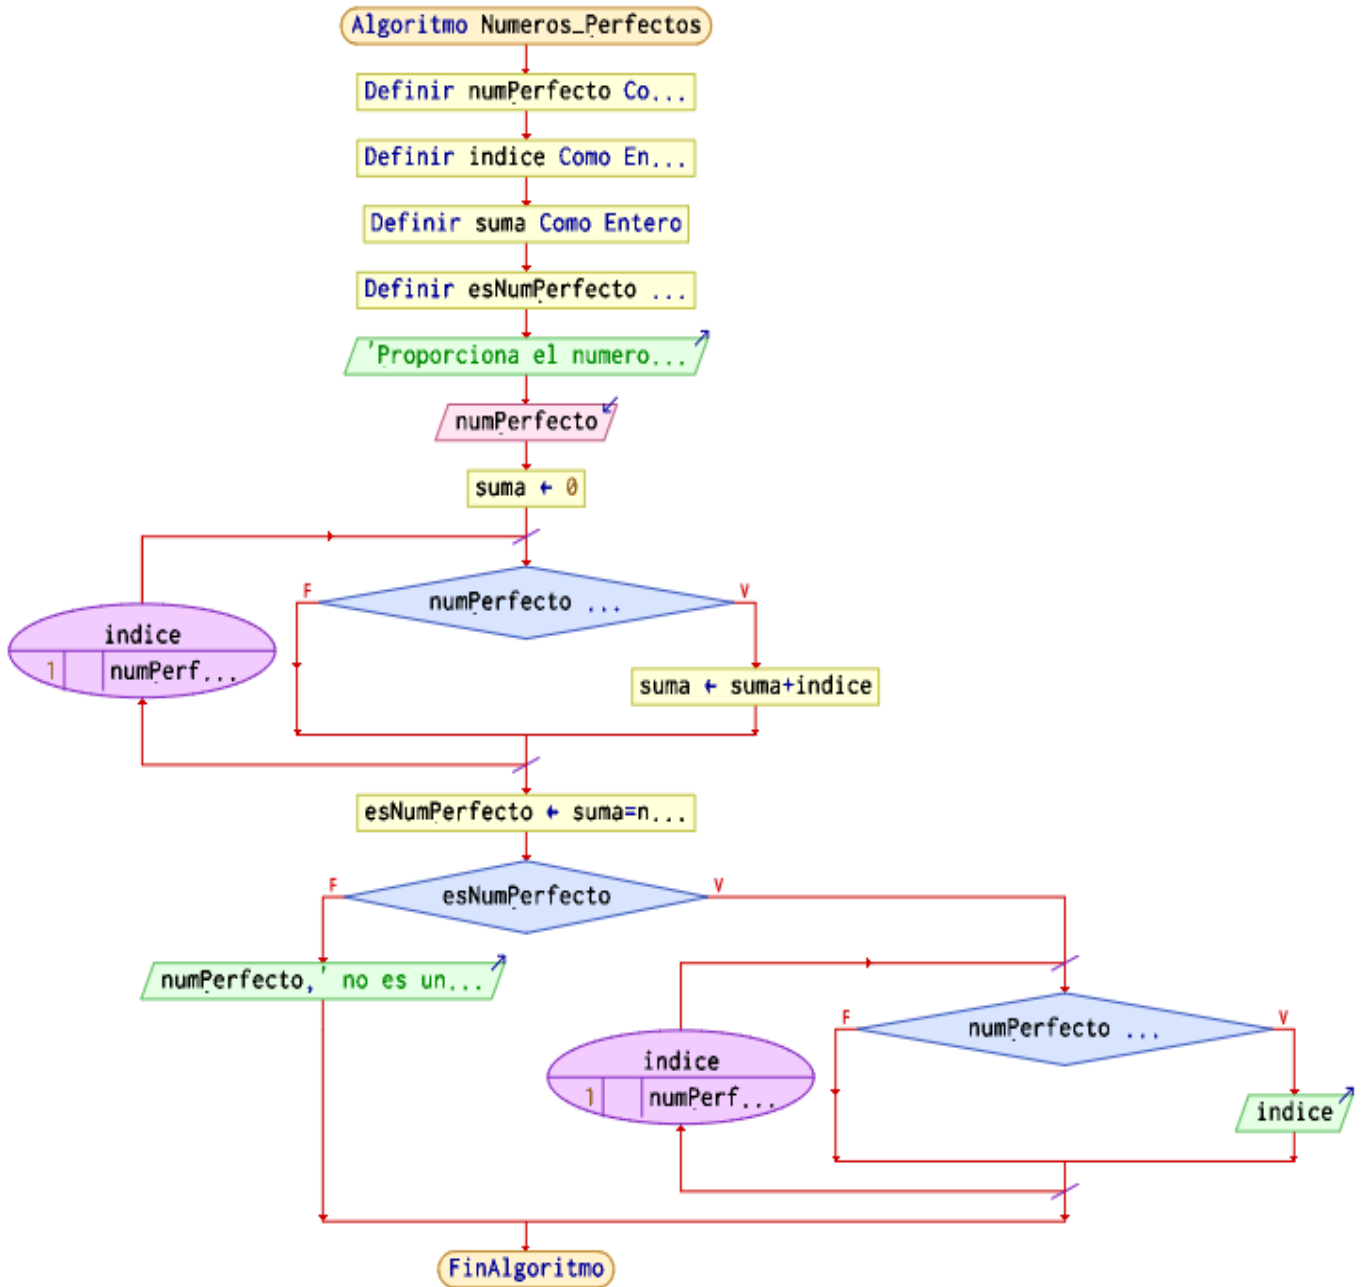 Algoritmo Numeros_Perfectos
Definir numPerfecto Co...
Definir indice Como En...
Definir suma Como Entero
Definir esNumPerfecto ...
'Proporciona el numero...
numPerfecto
suma ← 0
F
numPerfecto ...
V
indice
1 numPerf...
suma ← suma+indice
esNumPerfecto ← suma=n...
F
esNumPerfecto
V
numPerfecto,' no es un...
F
numPerfecto ...
V
indice
1 numPerf...
indice
FinAlgoritmo